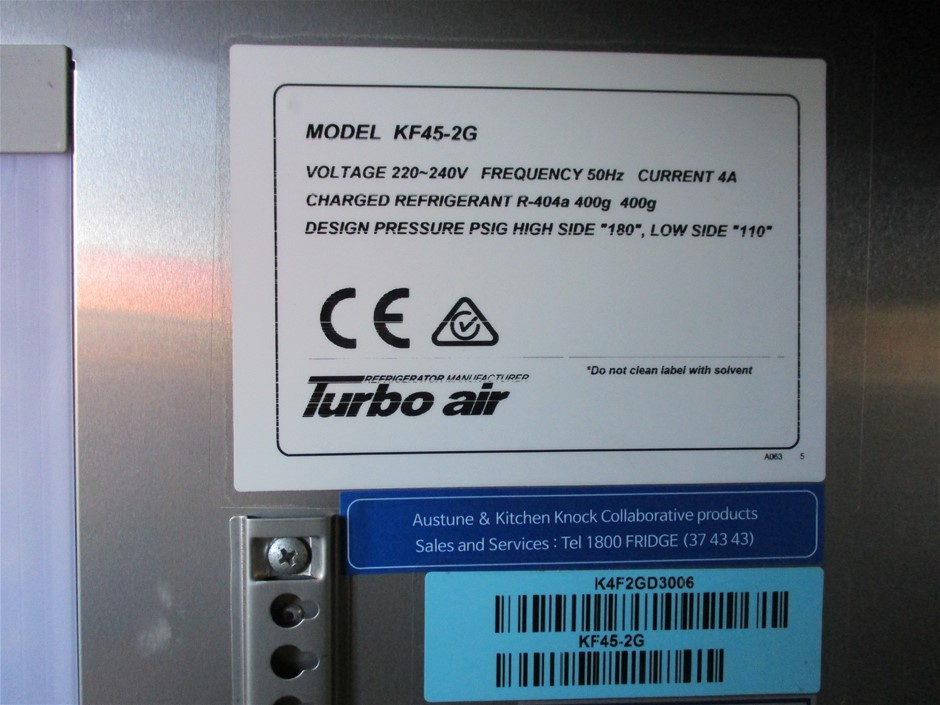 MODEL KF45-2G
VOLTAGE 220~240V FREQUENCY 50Hz CURRENT 4A
CHARGED REFRIGERANT R-404a 400g 400g
DESIGN PRESSURE PSIG HIGH SIDE "180", LOW SIDE "110"
CE
REFRIGERATOR MANUFACTURER
Turbo air
*Do not clean label with solvent
A063 5
Austune & Kitchen Knock Collaborative products
Sales and Services : Tel 1800 FRIDGE (37 43 43)
K4F2GD3006
KF45-2G